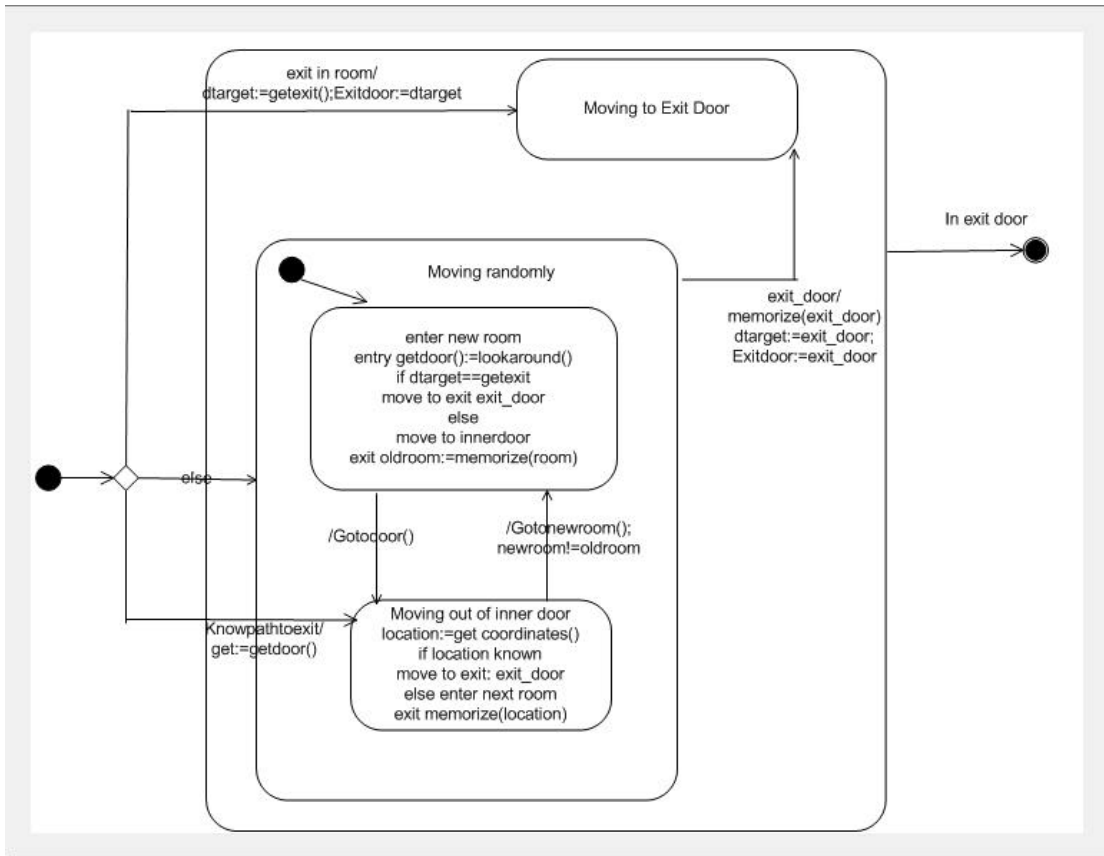 exit in room/
dtarget:=getexit();Exitdoor:=dtarget
Moving to Exit Door
In exit door
Moving randomly
exit_door/
memorize(exit_door)
dtarget:=exit_door;
Exitdoor:=exit_door
enter new room
entry getdoor():=lookaround()
if dtarget==getexit
move to exit exit_door
else
move to innerdoor
exit oldroom:=memorize(room)
else
/Gotodoor()
/Gotonewroom();
newroom!=oldroom
Knowpathtoexit/
get:=getdoor()
Moving out of inner door
location:=get coordinates()
if location known
move to exit: exit_door
else enter next room
exit memorize(location)